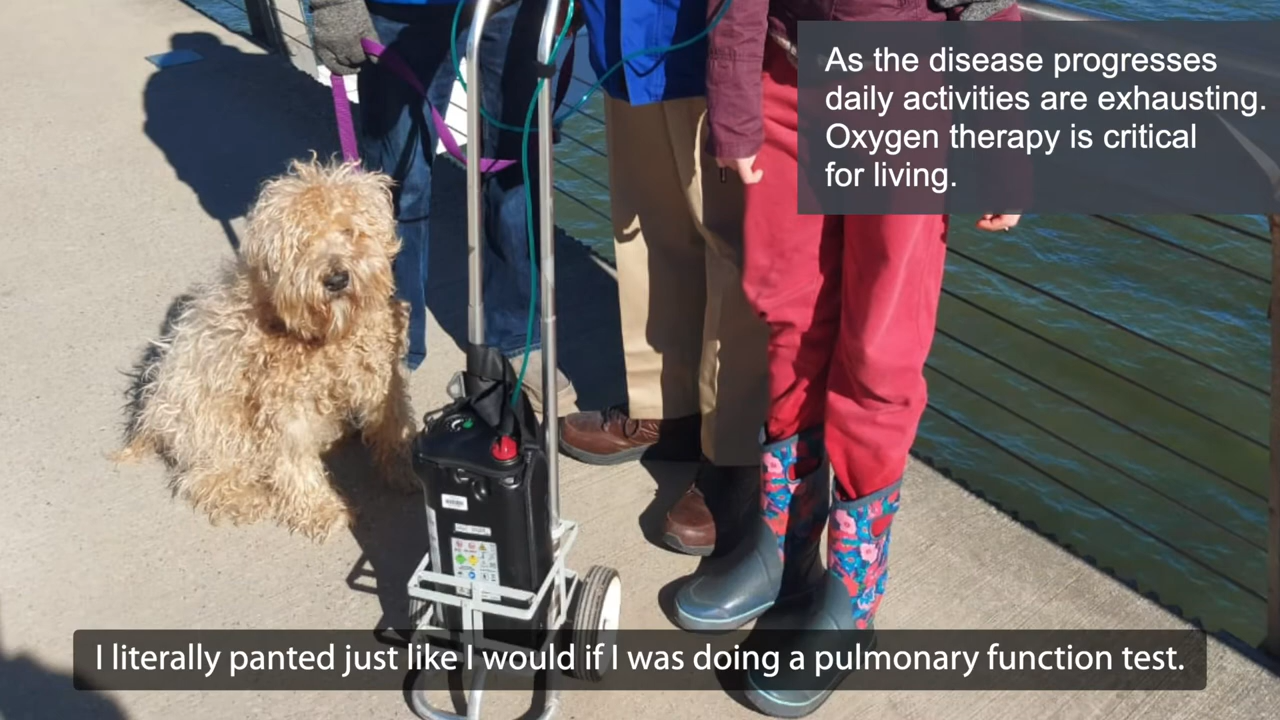 As the disease progresses
daily activities are exhausting.
Oxygen therapy is critical
for living.
I literally panted just like I would if I was doing a pulmonary function test.